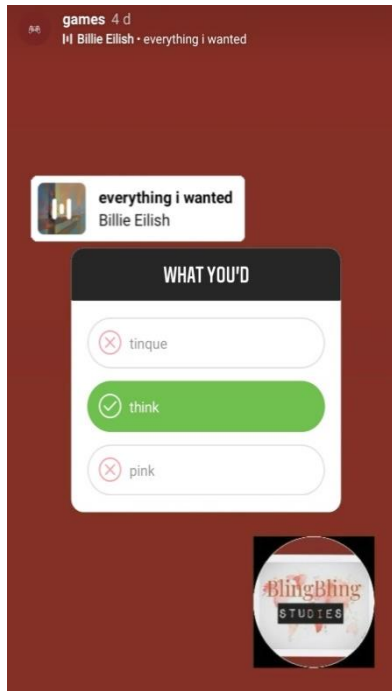 games 4 d
Billie Eilish • everything i wanted
everything i wanted
Billie Eilish
WHAT YOU'D
tinque
think
pink
BlingBling
STUDIES